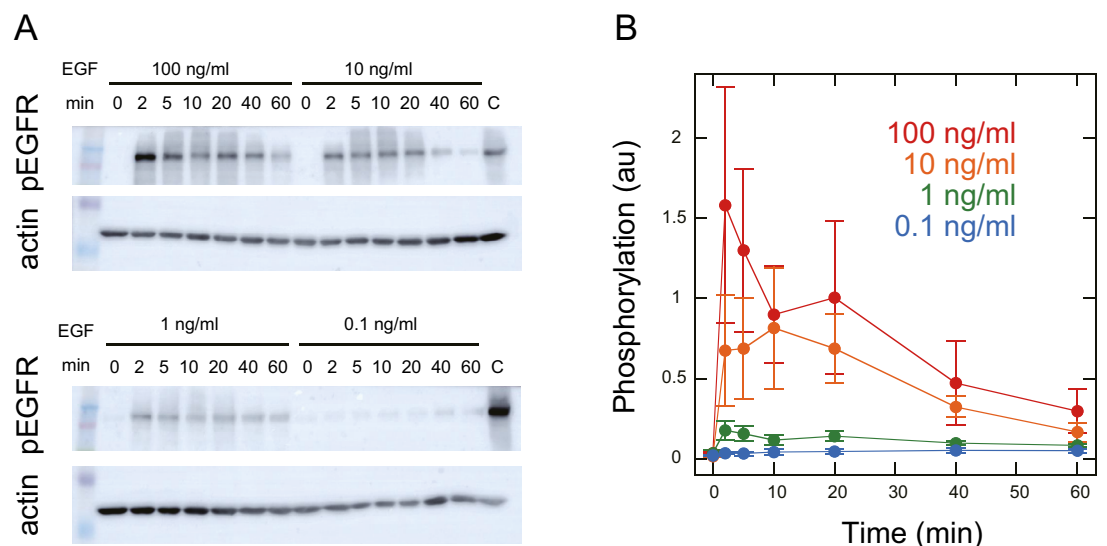 A
EGF 100 ng/ml 10 ng/ml
min 0 2 5 10 20 40 60 0 2 5 10 20 40 60 C
pEGFR
actin
EGF 1 ng/ml 0.1 ng/ml
min 0 2 5 10 20 40 60 0 2 5 10 20 40 60 C
pEGFR
actin
B
Phosphorylation (au)
2
1.5
1
0.5
0
100 ng/ml
10 ng/ml
1 ng/ml
0.1 ng/ml
0 10 20 30 40 50 60
Time (min)